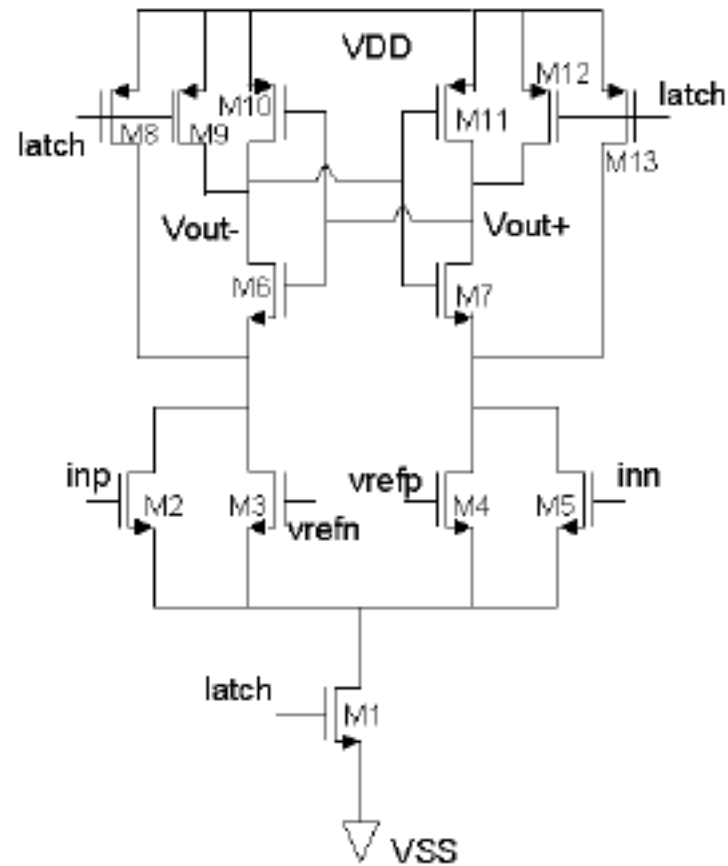 VDD
M12
latch
M10
M8
M9
M11
M13
latch
Vout-
Vout+
M6
M7
inp
vrefp
inn
M2
M3
M4
M5
vrefn
latch
M1
VSS